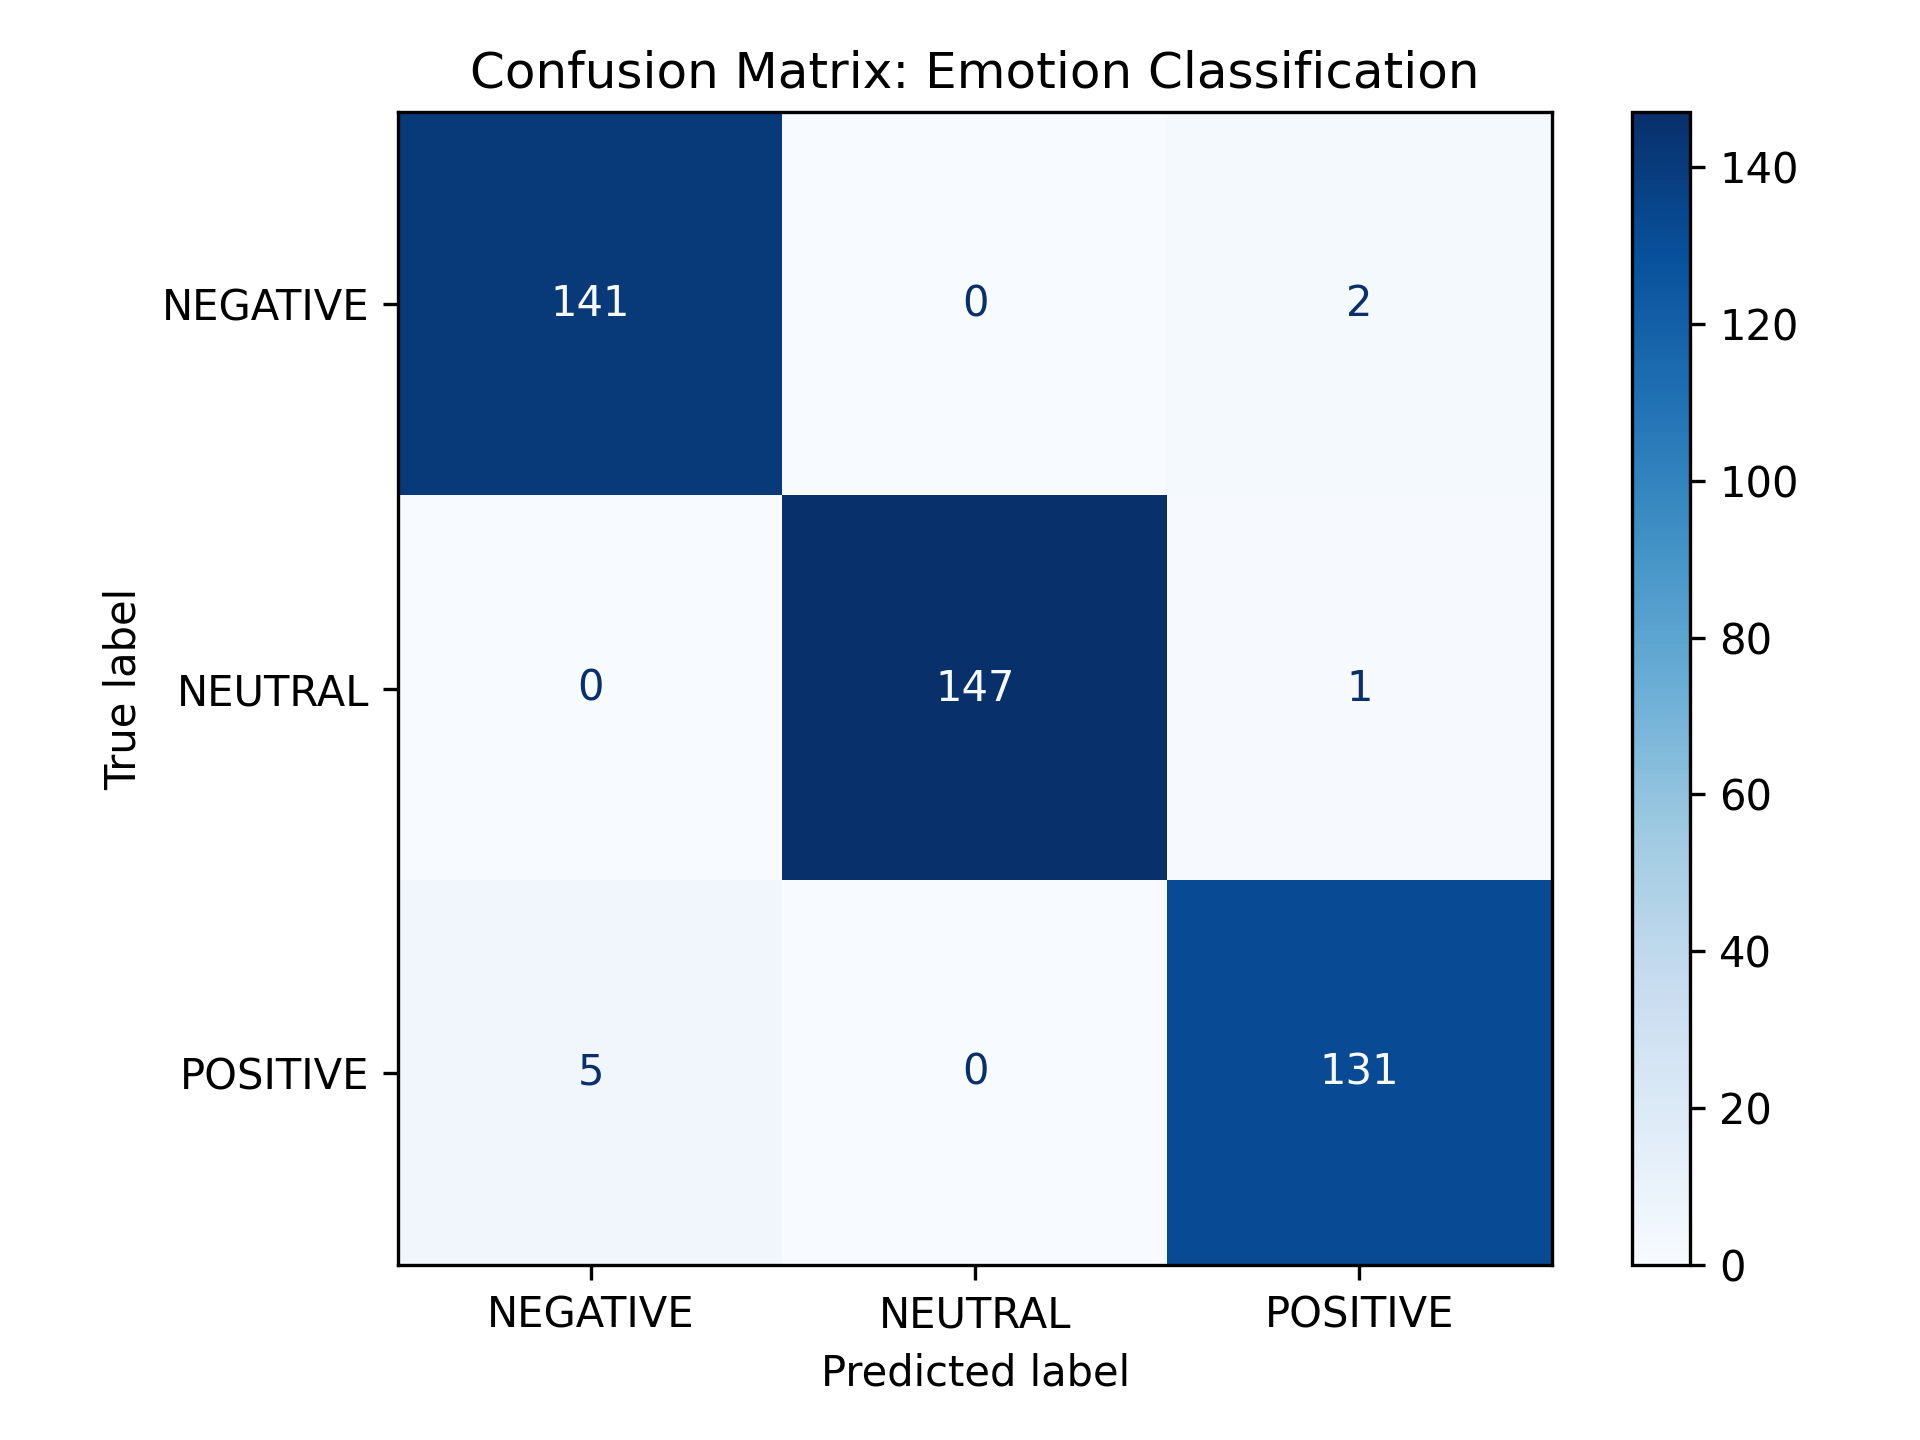 Confusion Matrix: Emotion Classification
True label
NEGATIVE
141
0
2
NEUTRAL
0
147
1
POSITIVE
5
0
131
NEGATIVE
NEUTRAL
POSITIVE
Predicted label
140
120
100
80
60
40
20
0